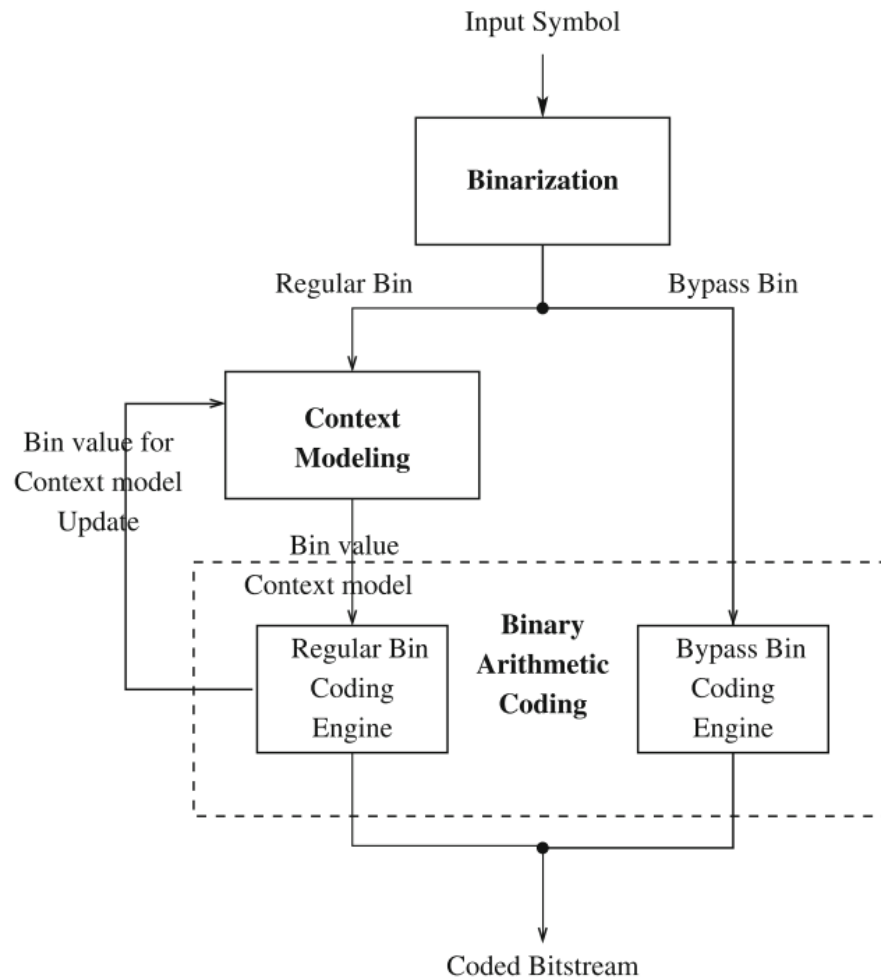 Input Symbol
Binarization
Regular Bin
Bypass Bin
Context
Modeling
Bin value for
Context model
Update
Bin value
Context model
Binary
Arithmetic
Coding
Regular Bin
Coding
Engine
Bypass Bin
Coding
Engine
Coded Bitstream